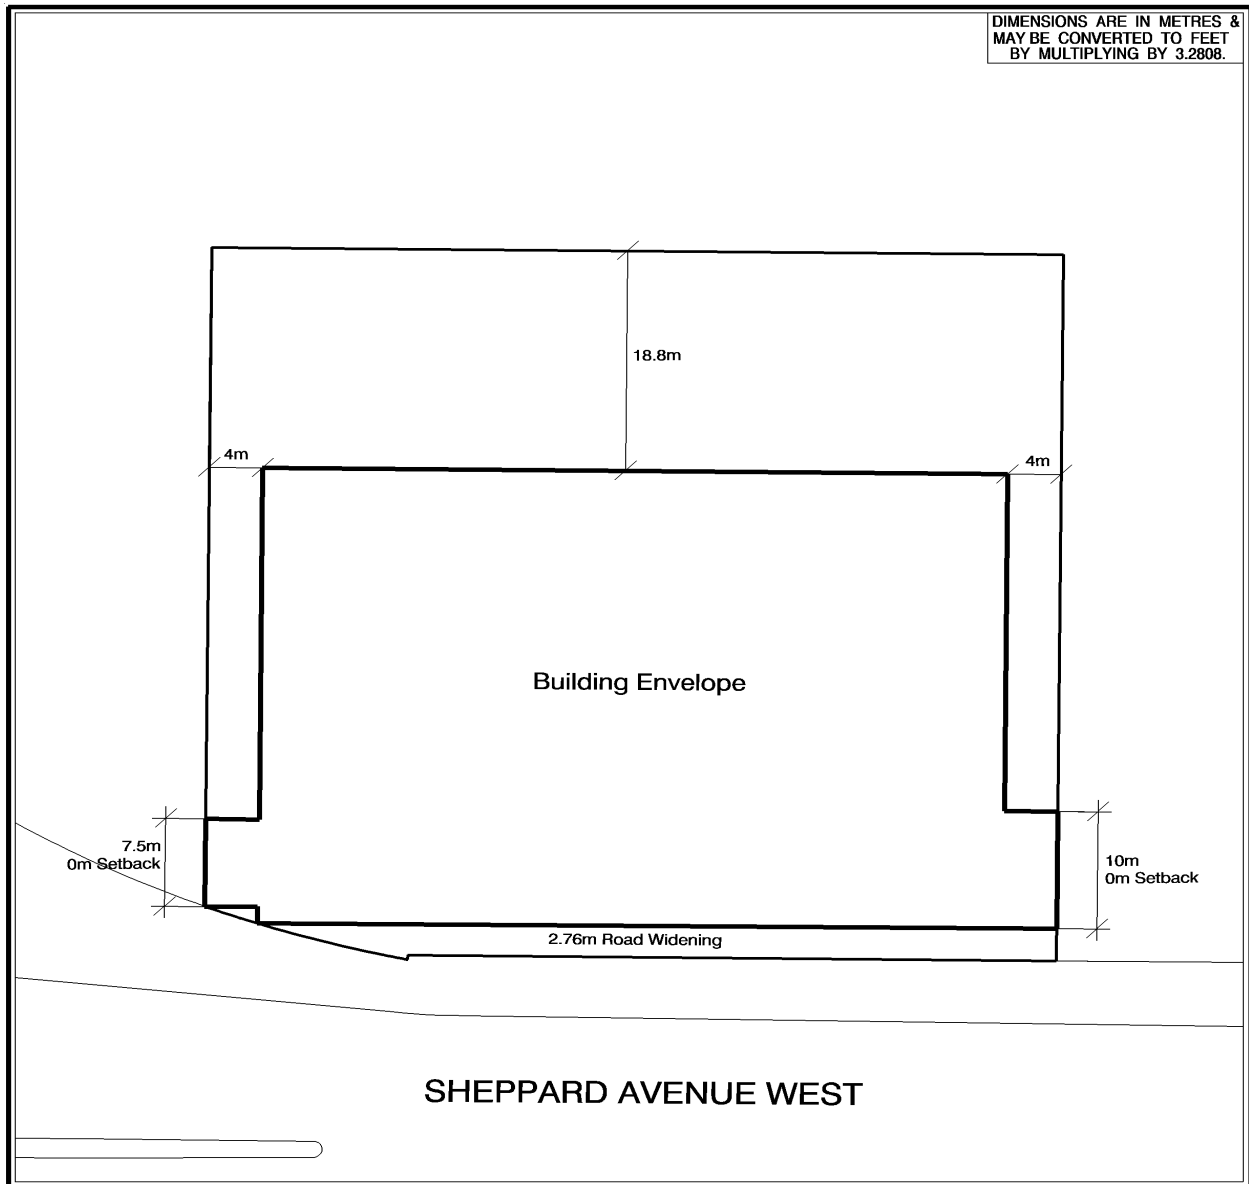 DIMENSIONS ARE IN METRES &
MAY BE CONVERTED TO FEET
BY MULTIPLYING BY 3.2808.
18.8m
4m
4m
Building Envelope
7.5m
0m Setback
10m
0m Setback
2.76m Road Widening
SHEPPARD AVENUE WEST